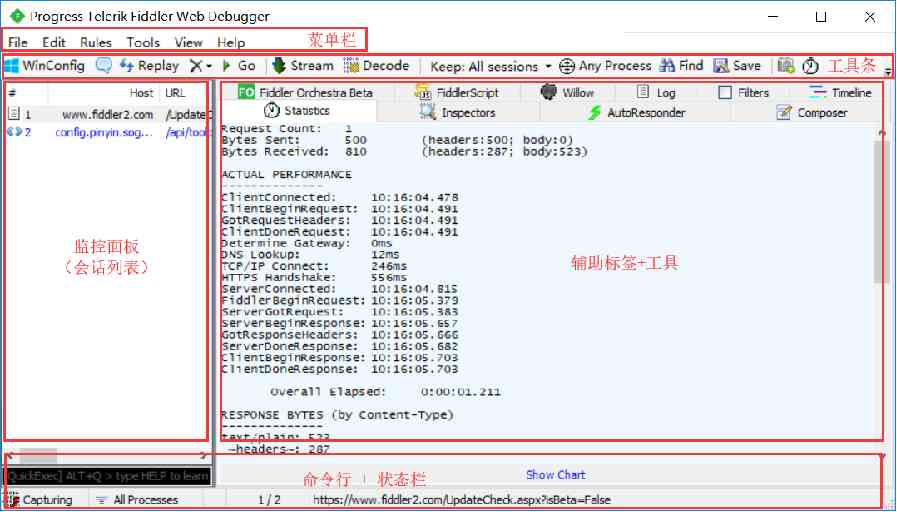 Progress Telerik Fiddler Web Debugger
File Edit Rules Tools View Help 菜单栏
WinConfig Replay Go Stream Decode Keep: All sessions Any Process Find Save 工具条
# Host URL
1 www.fiddler2.com /UpdateC
2 config.pinyin.sog... /api/tool
监控面板
（会话列表）
FO Fiddler Orchestra Beta FiddlerScript Willow Log Filters Timeline
Statistics Inspectors AutoResponder Composer
Request Count: 1
Bytes Sent: 500 (headers:500; body:0)
Bytes Received: 810 (headers:287; body:523)
ACTUAL PERFORMANCE
--------------
ClientConnected: 10:16:04.478
ClientBeginRequest: 10:16:04.491
GotRequestHeaders: 10:16:04.491
ClientDoneRequest: 10:16:04.491
Determine Gateway: 0ms
DNS Lookup: 12ms
TCP/IP Connect: 246ms
HTTPS Handshake: 556ms
ServerConnected: 10:16:04.815
FiddlerBeginRequest: 10:16:05.379
ServerGotRequest: 10:16:05.383
ServerBeginResponse: 10:16:05.657
GotResponseHeaders: 10:16:05.666
ServerDoneResponse: 10:16:05.682
ClientBeginResponse: 10:16:05.703
ClientDoneResponse: 10:16:05.703
Overall Elapsed: 0:00:01.211
RESPONSE BYTES (by Content-Type)
--------------
text/plain: 523
~headers~: 287
辅助标签+工具
QuickExec] ALT+Q > type HELP to learn
命令行 + 状态栏
Show Chart
Capturing All Processes 1 / 2 https://www.fiddler2.com/UpdateCheck.aspx?isBeta=False